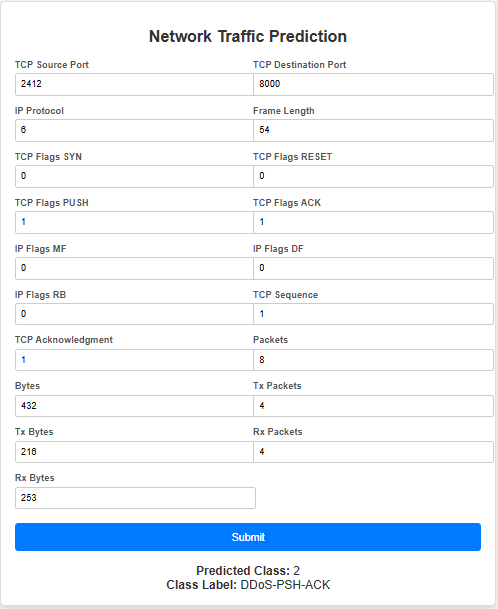 Network Traffic Prediction
TCP Source Port TCP Destination Port
2412 8000
IP Protocol Frame Length
6 54
TCP Flags SYN TCP Flags RESET
0 0
TCP Flags PUSH TCP Flags ACK
1 1
IP Flags MF IP Flags DF
0 0
IP Flags RB TCP Sequence
0 1
TCP Acknowledgment Packets
1 8
Bytes Tx Packets
432 4
Tx Bytes Rx Packets
216 4
Rx Bytes
253
Submit
Predicted Class: 2
Class Label: DDoS-PSH-ACK